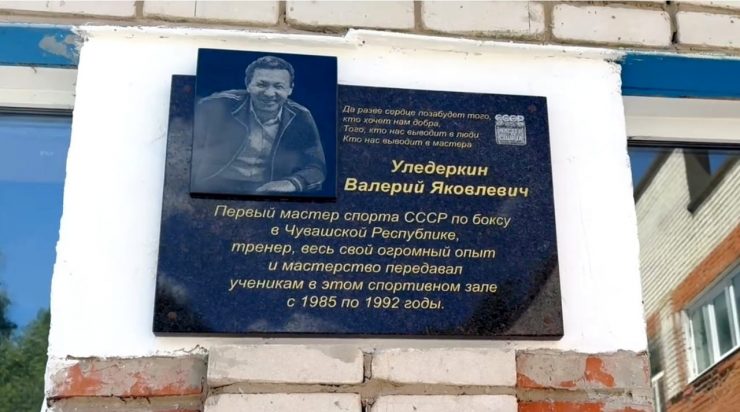 Да разве сердце позабудет того,
кто хочет нам добра,
Того, кто нас выводит в люди
Кто нас выводит в мастера
СССР
Уледеркин
Валерий Яковлевич
Первый мастер спорта СССР по боксу
в Чувашской Республике,
тренер, весь свой огромный опыт
и мастерство передавал
ученикам в этом спортивном зале
с 1985 по 1992 годы.